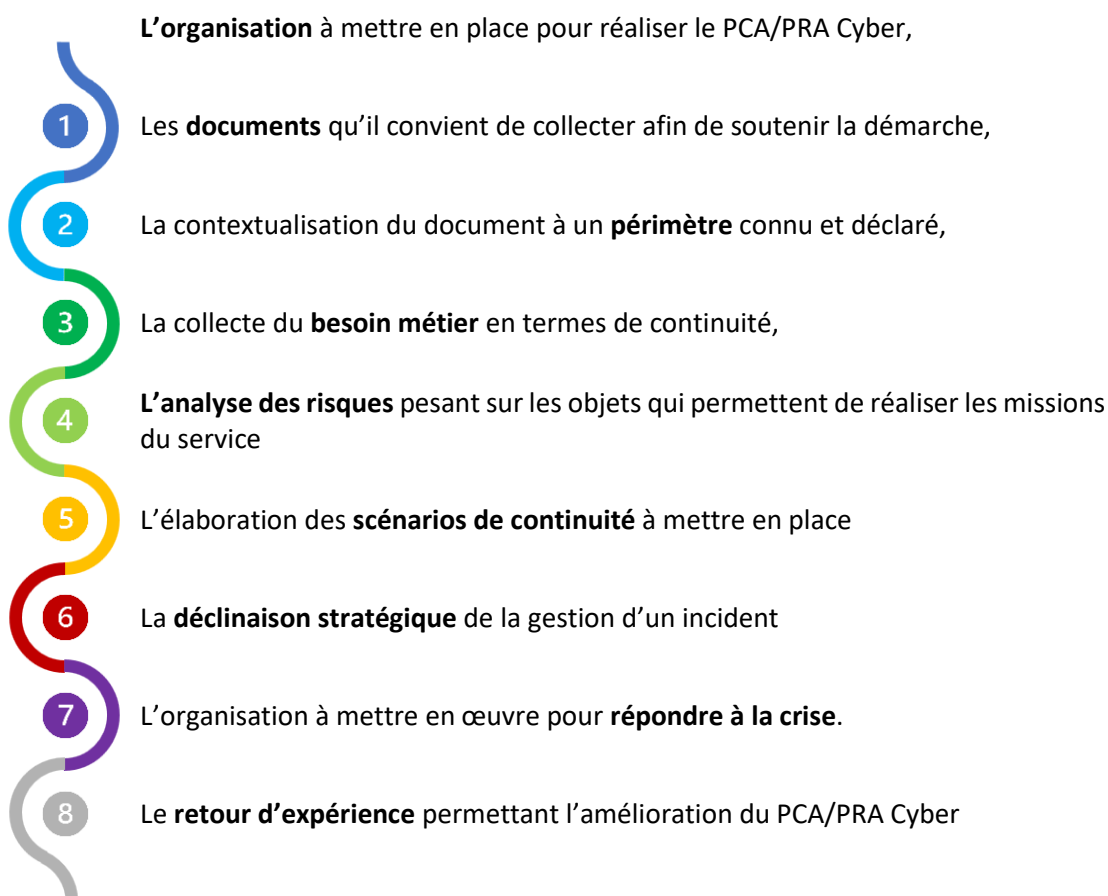 L’organisation à mettre en place pour réaliser le PCA/PRA Cyber,
1 Les documents qu’il convient de collecter afin de soutenir la démarche,
2 La contextualisation du document à un périmètre connu et déclaré,
3 La collecte du besoin métier en termes de continuité,
4 L’analyse des risques pesant sur les objets qui permettent de réaliser les missions
du service
5 L’élaboration des scénarios de continuité à mettre en place
6 La déclinaison stratégique de la gestion d’un incident
7 L’organisation à mettre en œuvre pour répondre à la crise.
8 Le retour d’expérience permettant l’amélioration du PCA/PRA Cyber